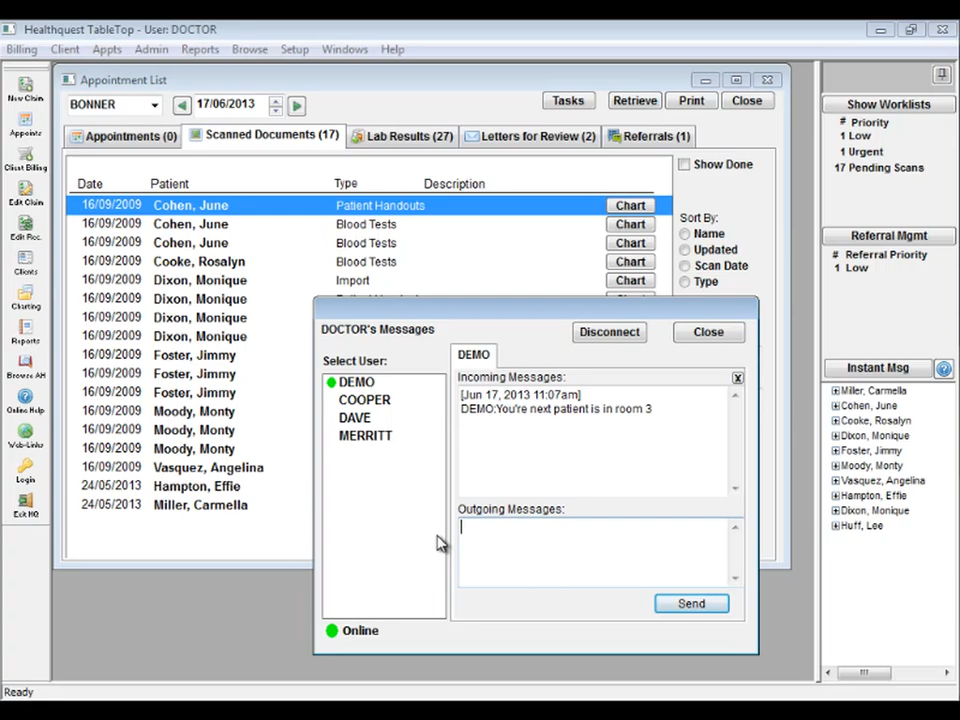 Healthquest TableTop - User: DOCTOR
Billing Client Appts Admin Reports Browse Setup Windows Help
New Claim
Appoints
Client Billing
Edit Claim
Edit Rec.
Clients
Charting
Reports
Browse AH
Online Help
Web-Links
Login
Exit HQ
Appointment List
BONNER 17/06/2013 Tasks Retrieve Print Close
Appointments (0) Scanned Documents (17) Lab Results (27) Letters for Review (2) Referrals (1)
Date Patient Type Description
16/09/2009 Cohen, June Patient Handouts Chart
16/09/2009 Cohen, June Blood Tests Chart
16/09/2009 Cohen, June Blood Tests Chart
16/09/2009 Cooke, Rosalyn Blood Tests Chart
16/09/2009 Dixon, Monique Import Chart
16/09/2009 Dixon, Monique
16/09/2009 Dixon, Monique
16/09/2009 Dixon, Monique
16/09/2009 Foster, Jimmy
16/09/2009 Foster, Jimmy
16/09/2009 Foster, Jimmy
16/09/2009 Moody, Monty
16/09/2009 Moody, Monty
16/09/2009 Moody, Monty
16/09/2009 Vasquez, Angelina
24/05/2013 Hampton, Effie
24/05/2013 Miller, Carmella
Show Done
Sort By:
Name
Updated
Scan Date
Type
DOCTOR's Messages Disconnect Close
Select User:
DEMO
COOPER
DAVE
MERRITT
Online
DEMO
Incoming Messages: x
[Jun 17, 2013 11:07am]
DEMO:You're next patient is in room 3
Outgoing Messages:
Send
Show Worklists
# Priority
1 Low
1 Urgent
17 Pending Scans
Referral Mgmt
# Referral Priority
1 Low
Instant Msg ?
Miller, Carmella
Cohen, June
Cooke, Rosalyn
Dixon, Monique
Foster, Jimmy
Moody, Monty
Vasquez, Angelina
Hampton, Effie
Dixon, Monique
Huff, Lee
Ready